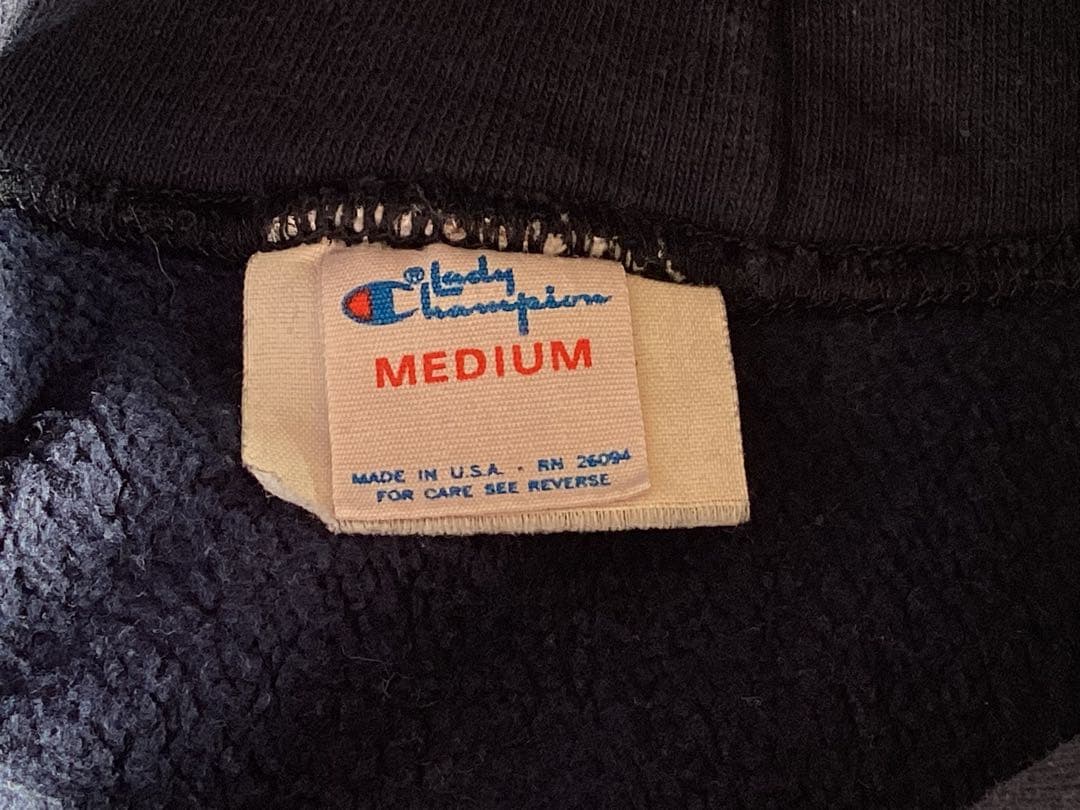 ® Lady
Champion
MEDIUM
MADE IN U.S.A. · RN 26094
FOR CARE SEE REVERSE